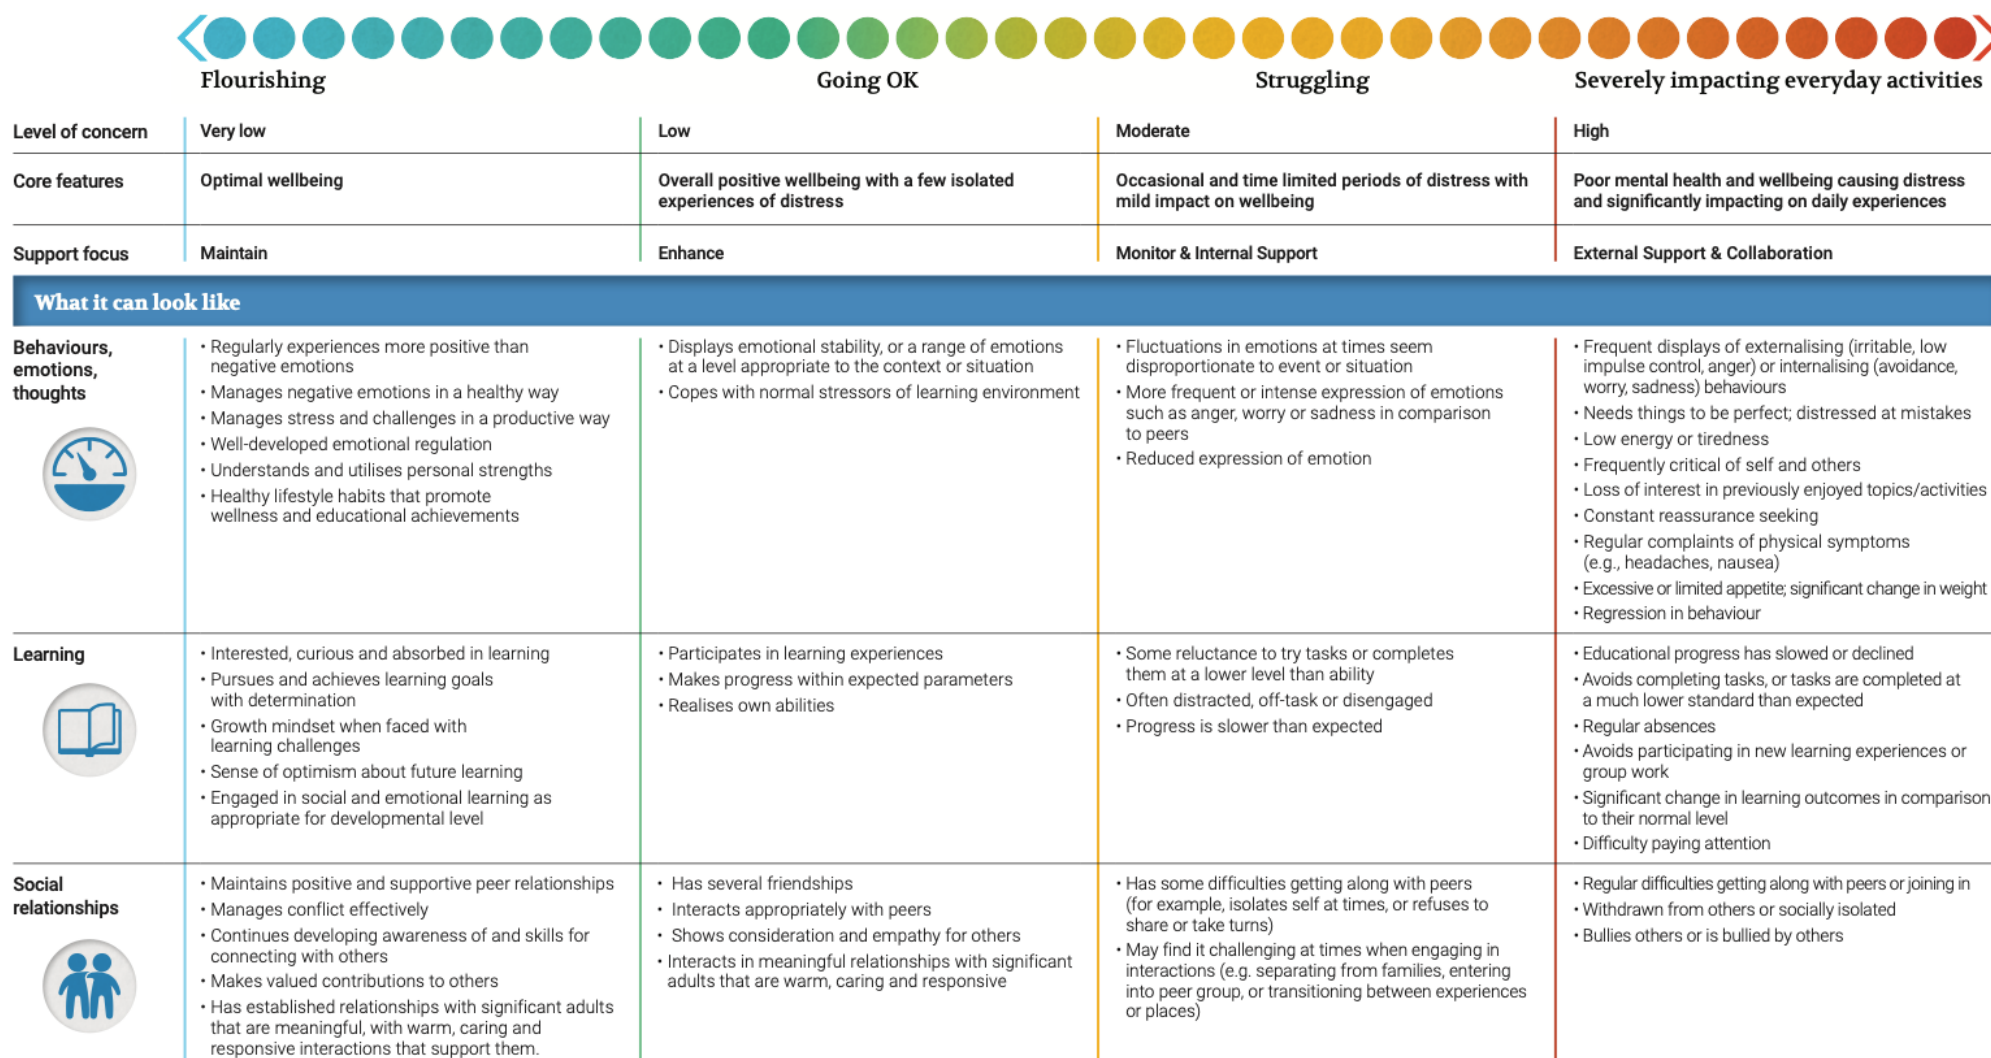 Flourishing
Going OK
Struggling
Severely impacting everyday activities
Level of concern
Very low
Low
Moderate
High
Core features
Optimal wellbeing
Overall positive wellbeing with a few isolated
experiences of distress
Occasional and time limited periods of distress with
mild impact on wellbeing
Poor mental health and wellbeing causing distress
and significantly impacting on daily experiences
Support focus
Maintain
Enhance
Monitor & Internal Support
External Support & Collaboration
What it can look like
Behaviours,
emotions,
thoughts
• Regularly experiences more positive than
negative emotions
• Manages negative emotions in a healthy way
• Manages stress and challenges in a productive way
• Well-developed emotional regulation
• Understands and utilises personal strengths
• Healthy lifestyle habits that promote
wellness and educational achievements
• Displays emotional stability, or a range of emotions
at a level appropriate to the context or situation
• Copes with normal stressors of learning environment
• Fluctuations in emotions at times seem
disproportionate to event or situation
• More frequent or intense expression of emotions
such as anger, worry or sadness in comparison
to peers
• Reduced expression of emotion
• Frequent displays of externalising (irritable, low
impulse control, anger) or internalising (avoidance,
worry, sadness) behaviours
• Needs things to be perfect; distressed at mistakes
• Low energy or tiredness
• Frequently critical of self and others
• Loss of interest in previously enjoyed topics/activities
• Constant reassurance seeking
• Regular complaints of physical symptoms
(e.g., headaches, nausea)
• Excessive or limited appetite; significant change in weight
• Regression in behaviour
Learning
• Interested, curious and absorbed in learning
• Pursues and achieves learning goals
with determination
• Growth mindset when faced with
learning challenges
• Sense of optimism about future learning
• Engaged in social and emotional learning as
appropriate for developmental level
• Participates in learning experiences
• Makes progress within expected parameters
• Realises own abilities
• Some reluctance to try tasks or completes
them at a lower level than ability
• Often distracted, off-task or disengaged
• Progress is slower than expected
• Educational progress has slowed or declined
• Avoids completing tasks, or tasks are completed at
a much lower standard than expected
• Regular absences
• Avoids participating in new learning experiences or
group work
• Significant change in learning outcomes in comparison
to their normal level
• Difficulty paying attention
Social
relationships
• Maintains positive and supportive peer relationships
• Manages conflict effectively
• Continues developing awareness of and skills for
connecting with others
• Makes valued contributions to others
• Has established relationships with significant adults
that are meaningful, with warm, caring and
responsive interactions that support them.
• Has several friendships
• Interacts appropriately with peers
• Shows consideration and empathy for others
• Interacts in meaningful relationships with significant
adults that are warm, caring and responsive
• Has some difficulties getting along with peers
(for example, isolates self at times, or refuses to
share or take turns)
• May find it challenging at times when engaging in
interactions (e.g. separating from families, entering
into peer group, or transitioning between experiences
or places)
• Regular difficulties getting along with peers or joining in
• Withdrawn from others or socially isolated
• Bullies others or is bullied by others